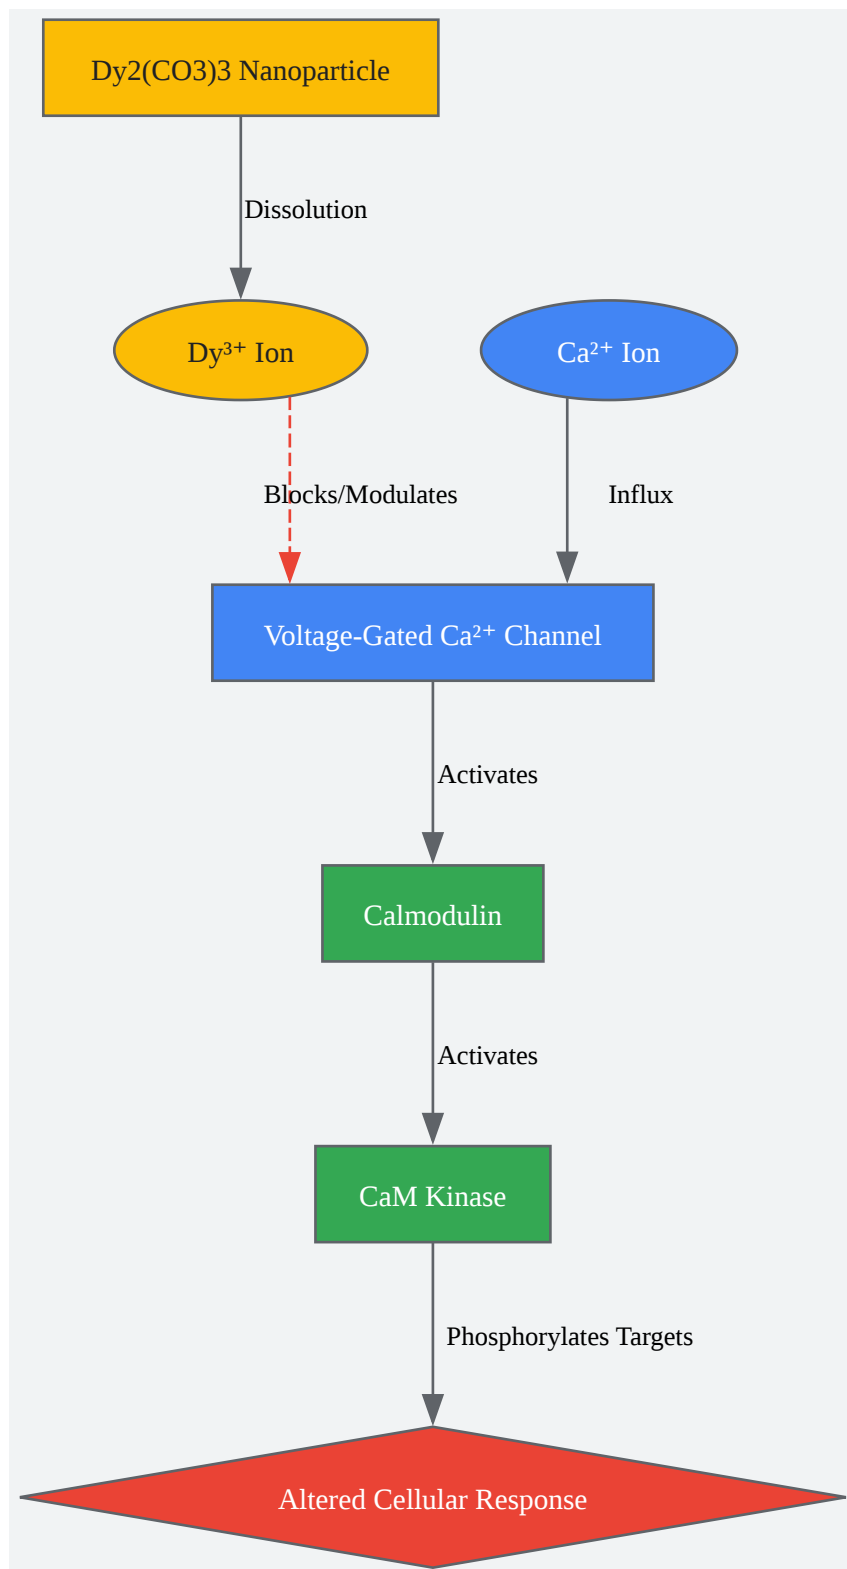 Dy2(CO3)3 Nanoparticle
Dissolution
Dy³⁺ Ion
Ca²⁺ Ion
Blocks/Modulates
Influx
Voltage-Gated Ca²⁺ Channel
Activates
Calmodulin
Activates
CaM Kinase
Phosphorylates Targets
Altered Cellular Response